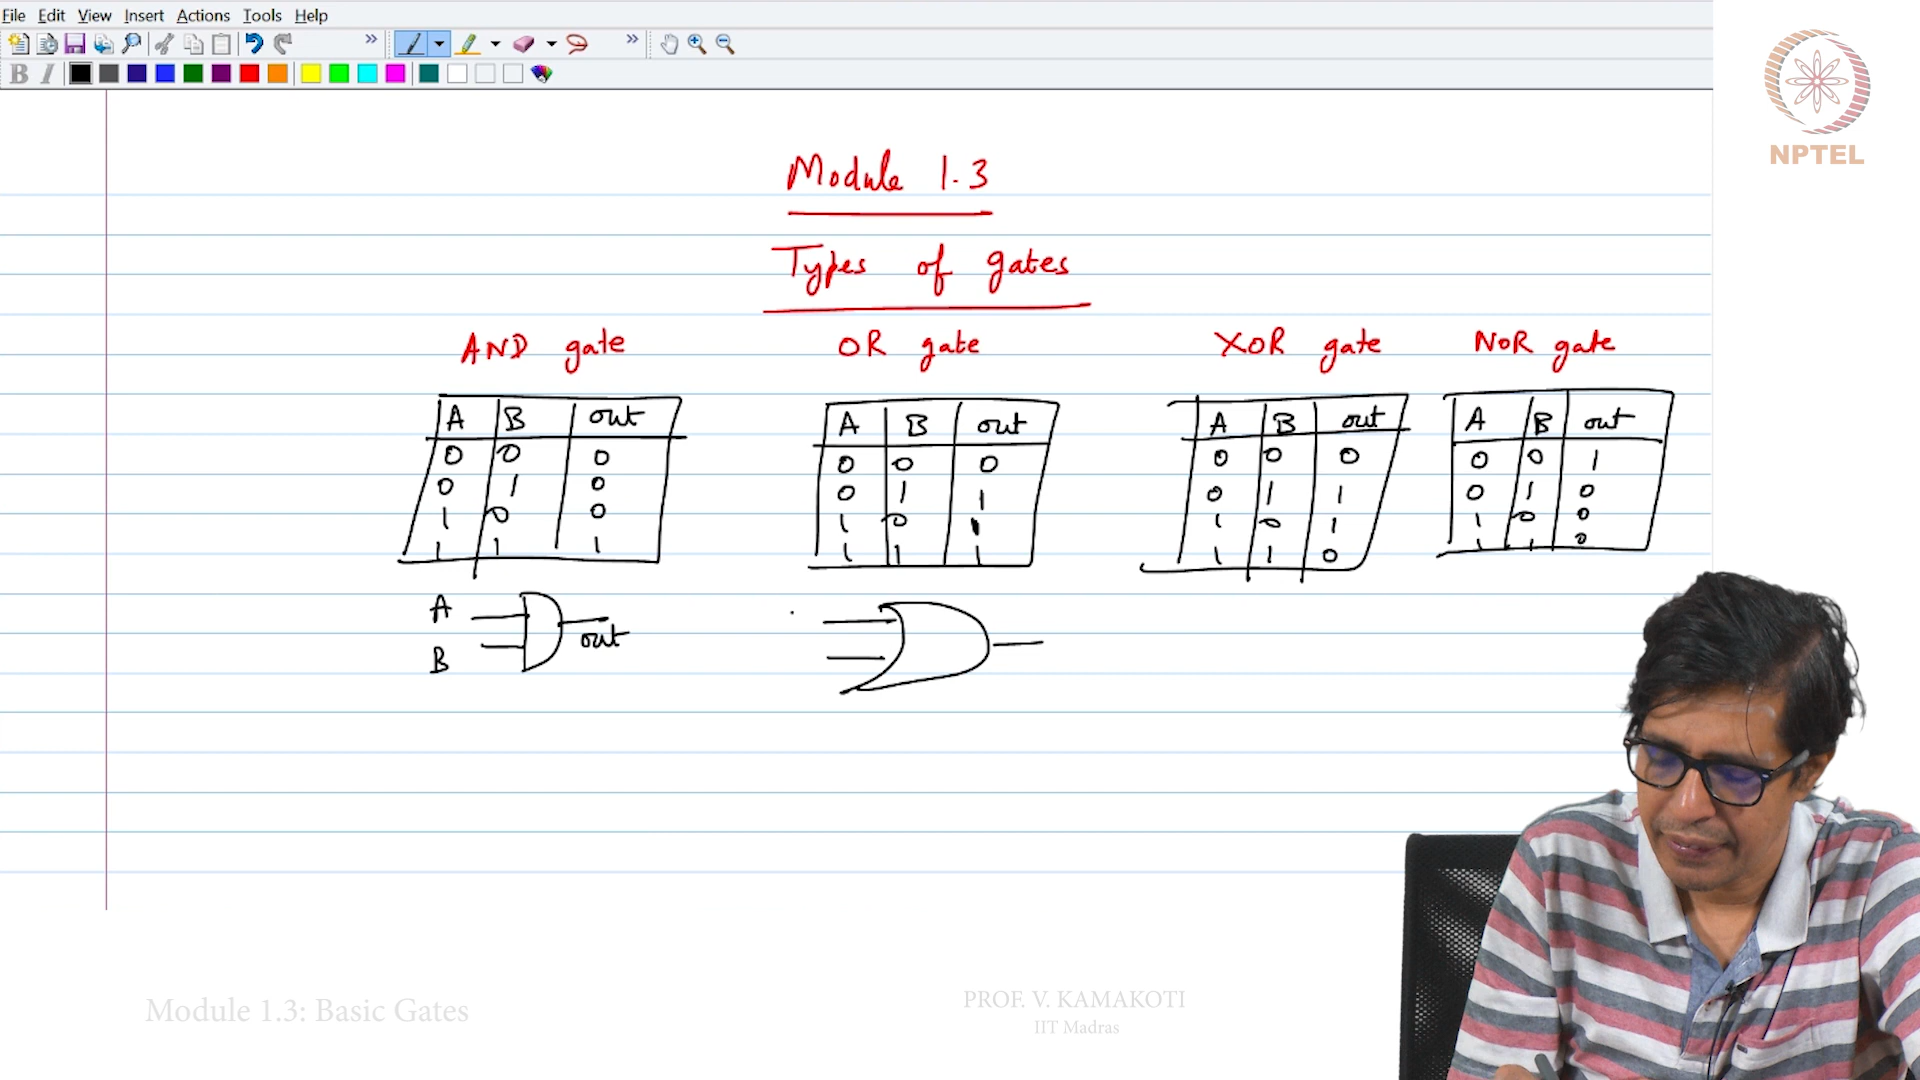 File Edit View Insert Actions Tools Help
B I
NPTEL
Module 1.3
Types of gates
AND gate OR gate XOR gate NOR gate
A B out A B out A B out A B out
0 0 0 0 0 0 0 0 0 0 0 1
0 1 0 0 1 1 0 1 1 0 1 0
1 0 0 1 0 1 1 0 1 1 0 0
1 1 1 1 1 1 1 1 0 1 1 0
A
out
B
Module 1.3: Basic Gates
PROF. V. KAMAKOTI
IIT Madras